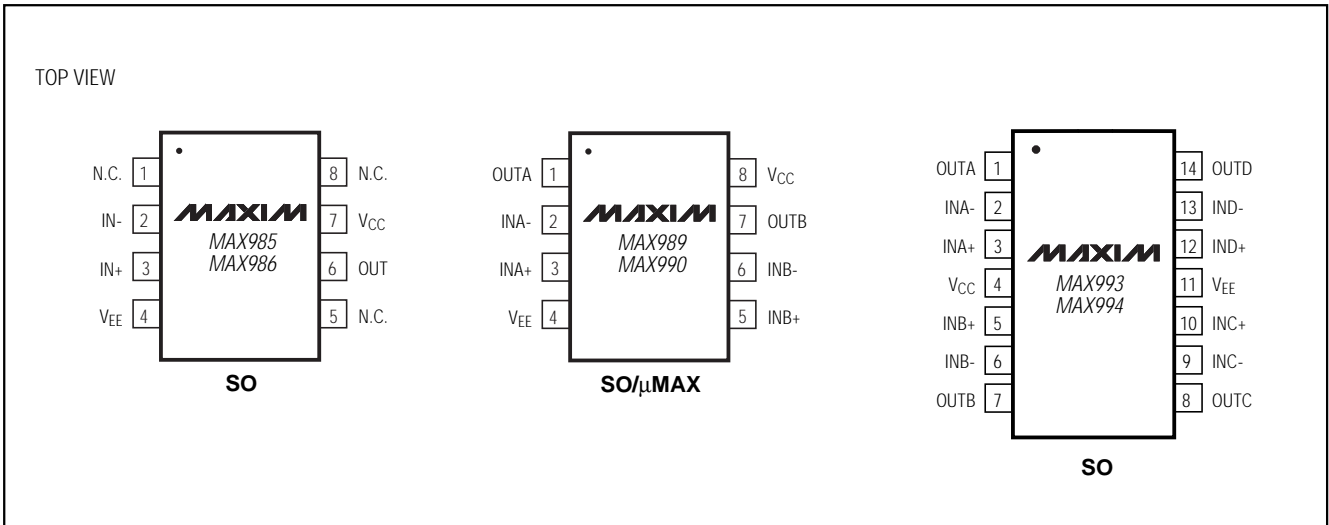 TOP VIEW
N.C. 1
IN- 2
IN+ 3
VEE 4
8 N.C.
7 VCC
6 OUT
5 N.C.
MAXIM
MAX985
MAX986
SO
OUTA 1
INA- 2
INA+ 3
VEE 4
8 VCC
7 OUTB
6 INB-
5 INB+
MAXIM
MAX989
MAX990
SO/µMAX
OUTA 1
INA- 2
INA+ 3
VCC 4
INB+ 5
INB- 6
OUTB 7
14 OUTD
13 IND-
12 IND+
11 VEE
10 INC+
9 INC-
8 OUTC
MAXIM
MAX993
MAX994
SO